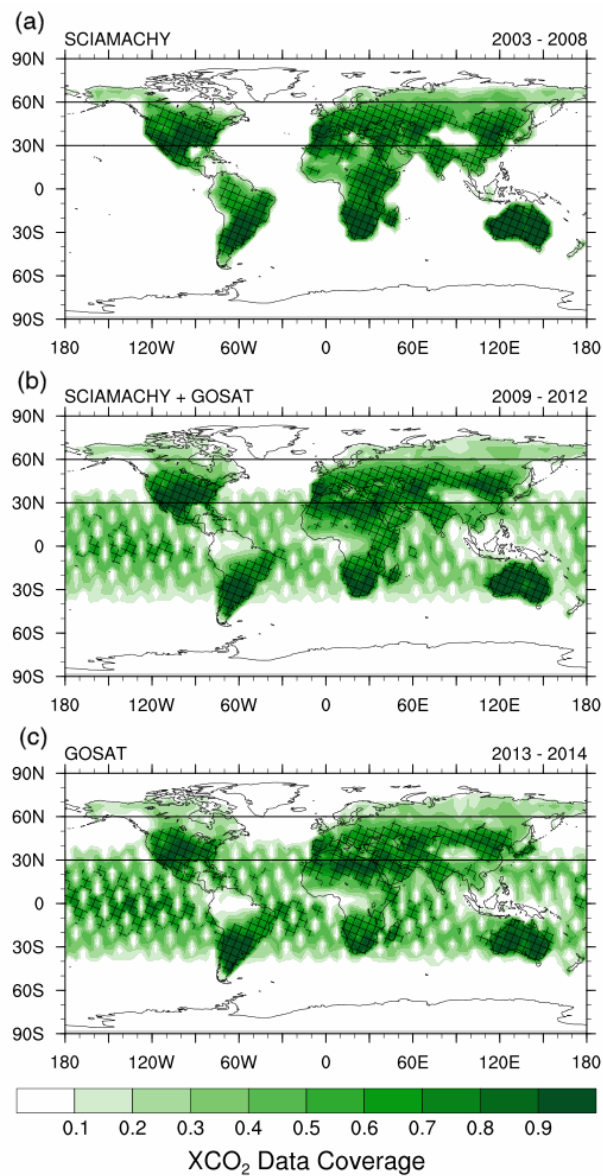 (a)
SCIAMACHY 2003 - 2008
90N
60N
30N
0
30S
60S
90S
180 120W 60W 0 60E 120E 180
(b)
SCIAMACHY + GOSAT 2009 - 2012
90N
60N
30N
0
30S
60S
90S
180 120W 60W 0 60E 120E 180
(c)
GOSAT 2013 - 2014
90N
60N
30N
0
30S
60S
90S
180 120W 60W 0 60E 120E 180
0.1 0.2 0.3 0.4 0.5 0.6 0.7 0.8 0.9
XCO₂ Data Coverage